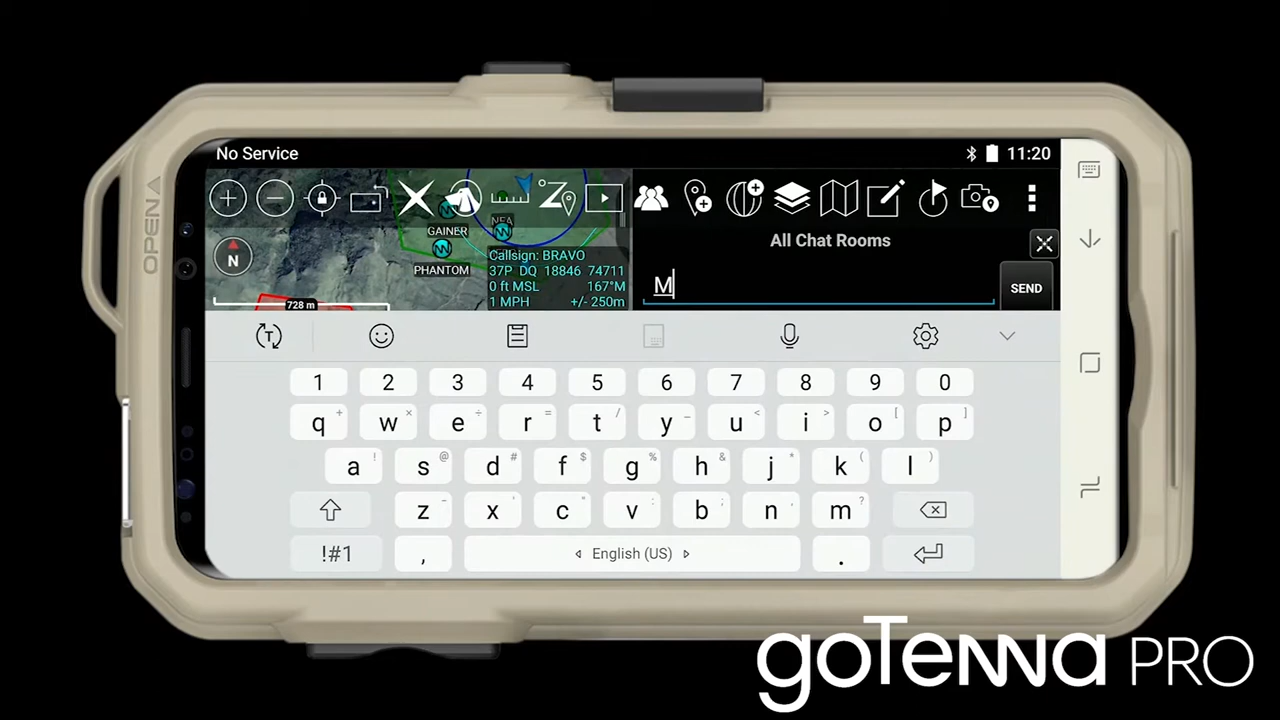 OPEN
No Service
11:20
GAINER
NFA
PHANTOM
N
728 m
Callsign: BRAVO
37P DQ 18846 74711
0 ft MSL 167°M
1 MPH +/- 250m
All Chat Rooms
M
SEND
T
1 2 3 4 5 6 7 8 9 0
q + w × e ÷ r = t / y _ u < i > o [ p ]
a ! s @ d # f $ g % h & j * k ( l )
z - x ' c " v : b ; n , m ?
!#1 , English (US) .
goTenna PRO